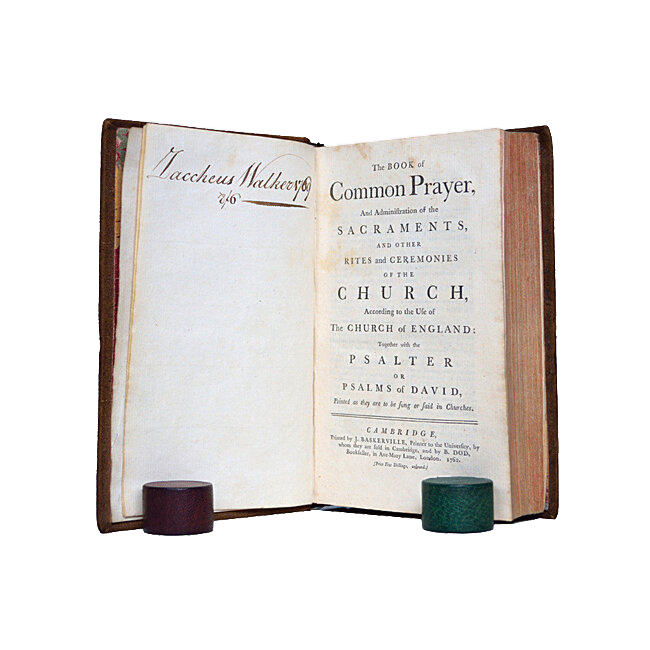 Zaccheus Walker 1769
7/6
The BOOK of
Common Prayer,
And Adminiſtration of the
SACRAMENTS,
AND OTHER
RITES and CEREMONIES
OF THE
CHURCH,
According to the Uſe of
The CHURCH of ENGLAND:
Together with the
PSALTER
OR
PSALMS of DAVID,
Pointed as they are to be ſung or ſaid in Churches.
CAMBRIDGE,
Printed by J. BASKERVILLE, Printer to the Univerſity, by
whom they are ſold in Cambridge, and by B. DOD,
Bookſeller, in Ave-Mary Lane, London. 1762.
(Price Five Shillings, unbound.)